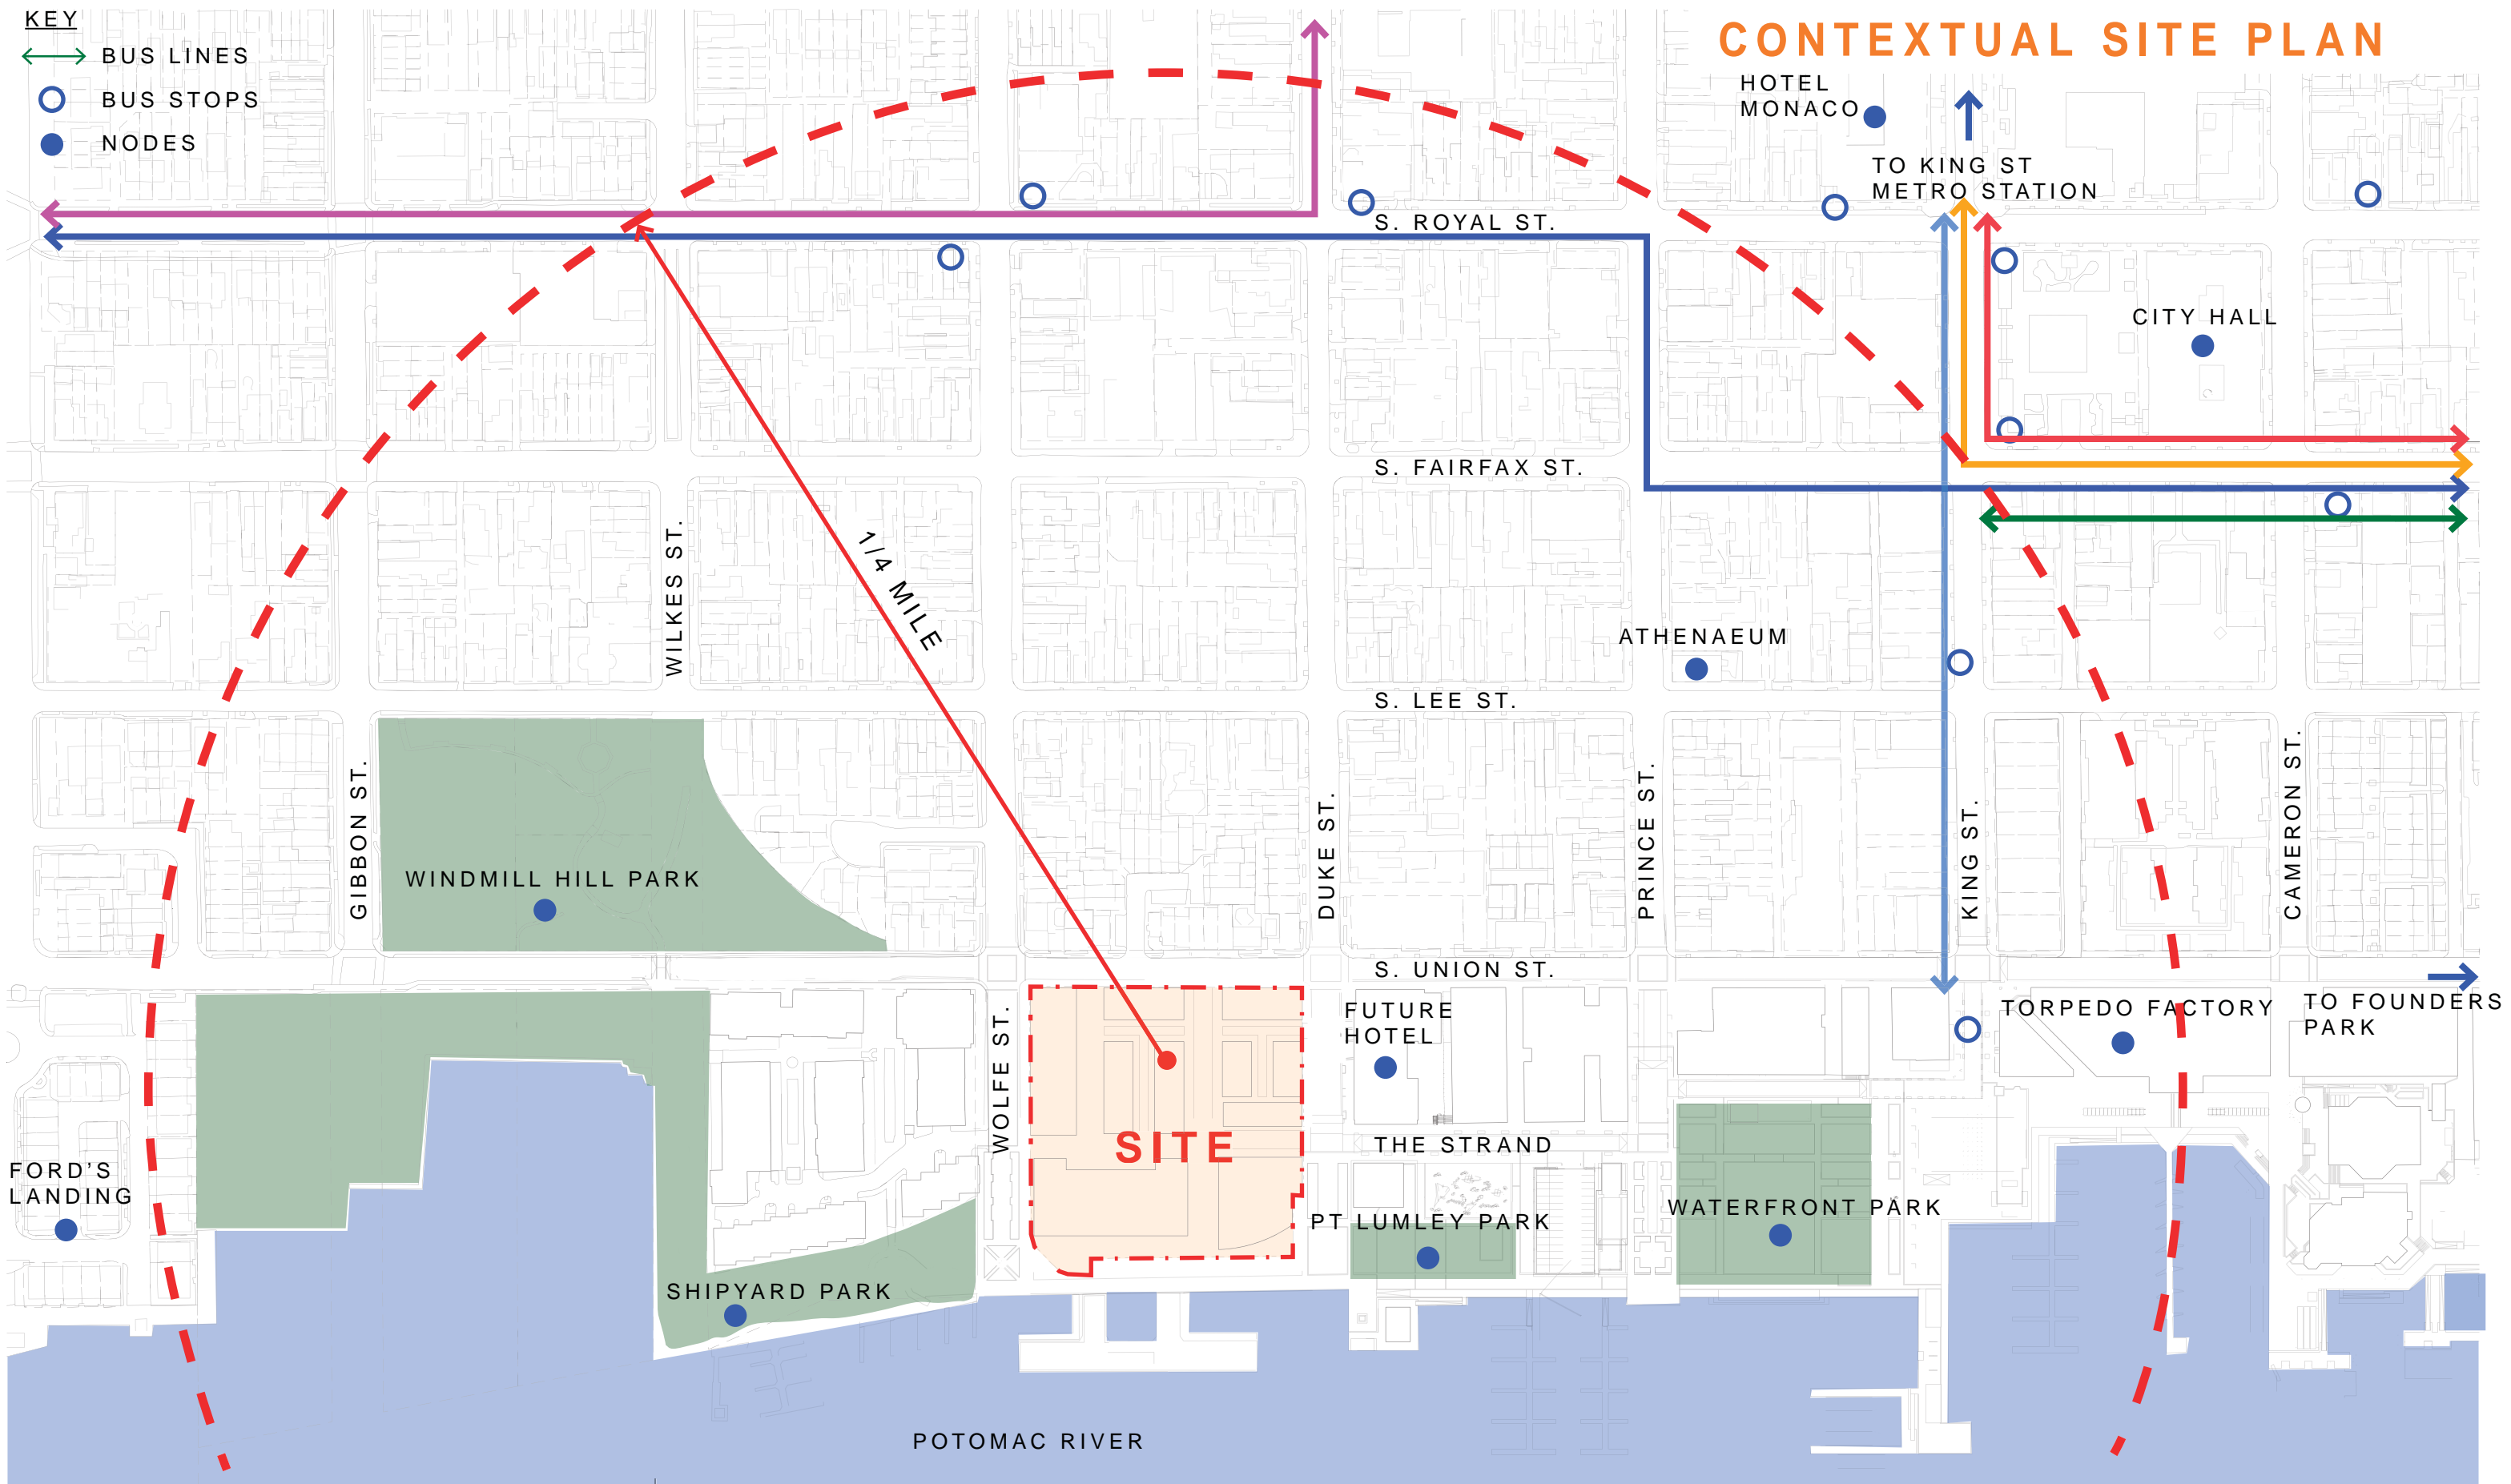 KEY
BUS LINES
BUS STOPS
NODES
CONTEXTUAL SITE PLAN
HOTEL
MONACO
TO KING ST
METRO STATION
S. ROYAL ST.
CITY HALL
S. FAIRFAX ST.
WILKES ST.
1/4 MILE
ATHENAEUM
S. LEE ST.
GIBBON ST.
WINDMILL HILL PARK
DUKE ST.
PRINCE ST.
KING ST.
CAMERON ST.
S. UNION ST.
WOLFE ST.
FUTURE
HOTEL
TORPEDO FACTORY
TO FOUNDERS
PARK
SITE
THE STRAND
FORD'S
LANDING
PT LUMLEY PARK
WATERFRONT PARK
SHIPYARD PARK
POTOMAC RIVER